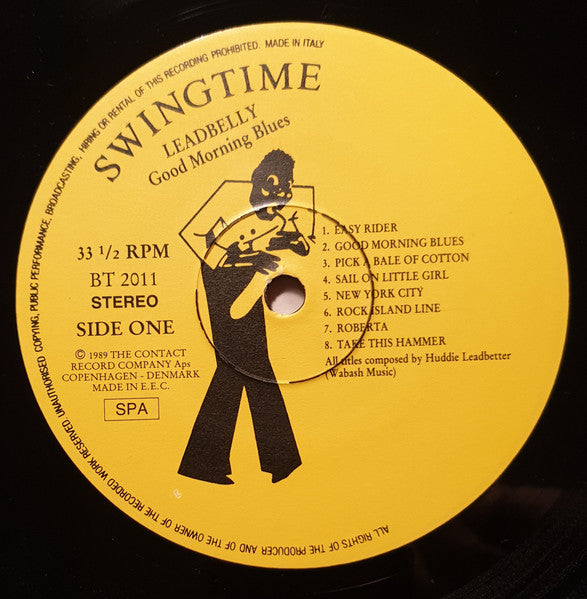 ALL RIGHTS OF THE PRODUCER AND OF THE OWNER OF THE RECORDED WORK RESERVED. UNAUTHORISED COPYING, PUBLIC PERFORMANCE, BROADCASTING, HIRING OR RENTAL OF THIS RECORDING PROHIBITED. MADE IN ITALY
SWINGTIME
LEADBELLY
Good Morning Blues
33 1/2 RPM
BT 2011
STEREO
SIDE ONE
© 1989 THE CONTACT
RECORD COMPANY Aps
COPENHAGEN - DENMARK
MADE IN E.E.C.
SPA
1. EASY RIDER
2. GOOD MORNING BLUES
3. PICK A BALE OF COTTON
4. SAIL ON LITTLE GIRL
5. NEW YORK CITY
6. ROCK ISLAND LINE
7. ROBERTA
8. TAKE THIS HAMMER
All titles composed by Huddie Leadbetter
(Wabash Music)